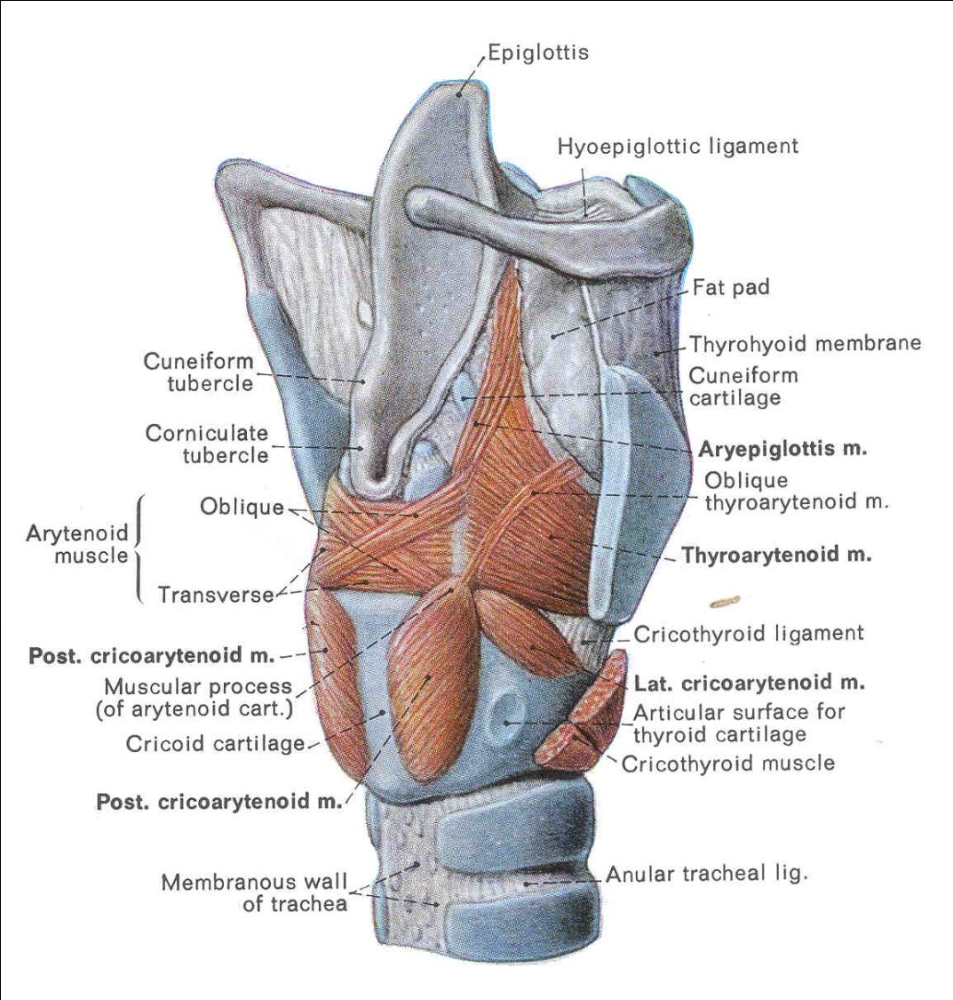 Epiglottis
Hyoepiglottic ligament
Fat pad
Thyrohyoid membrane
Cuneiform
cartilage
Aryepiglottis m.
Oblique
thyroarytenoid m.
Thyroarytenoid m.
Cricothyroid ligament
Lat. cricoarytenoid m.
Articular surface for
thyroid cartilage
Cricothyroid muscle
Anular tracheal lig.
Cuneiform
tubercle
Corniculate
tubercle
Oblique
Arytenoid
muscle
Transverse
Post. cricoarytenoid m.
Muscular process
(of arytenoid cart.)
Cricoid cartilage
Post. cricoarytenoid m.
Membranous wall
of trachea